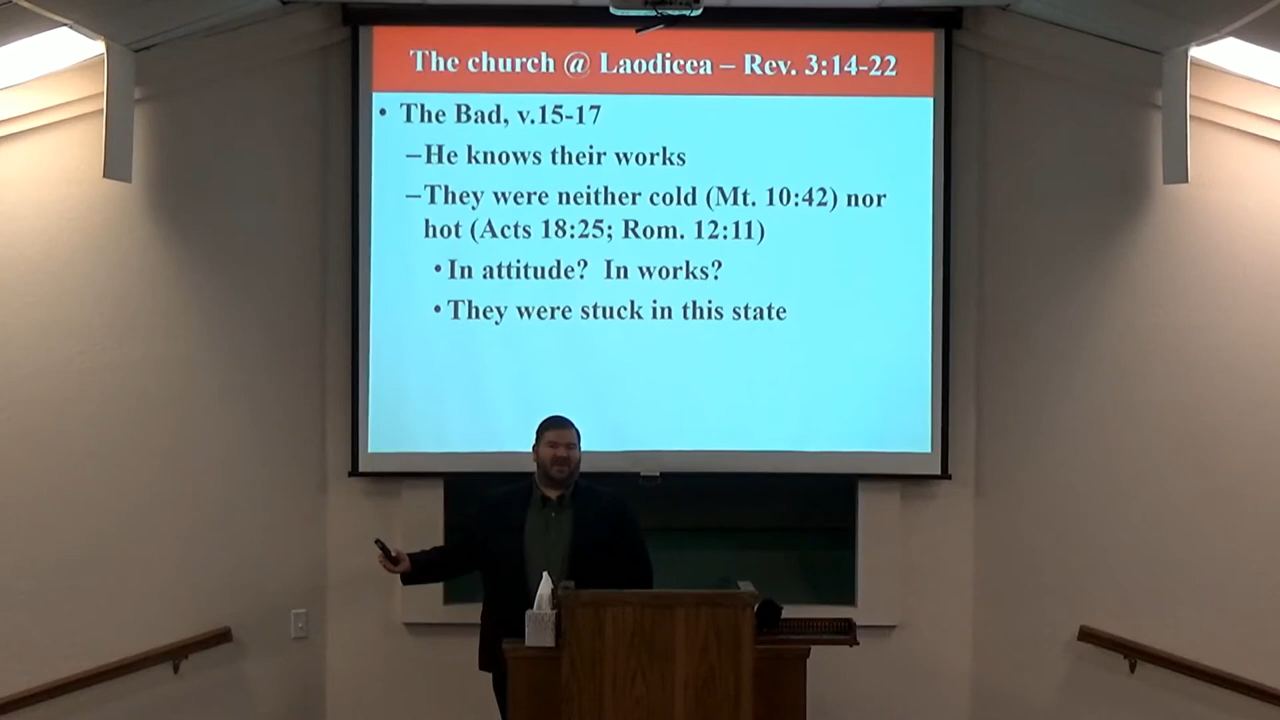 The church @ Laodicea – Rev. 3:14-22
• The Bad, v.15-17
–He knows their works
–They were neither cold (Mt. 10:42) nor
hot (Acts 18:25; Rom. 12:11)
• In attitude?  In works?
• They were stuck in this state